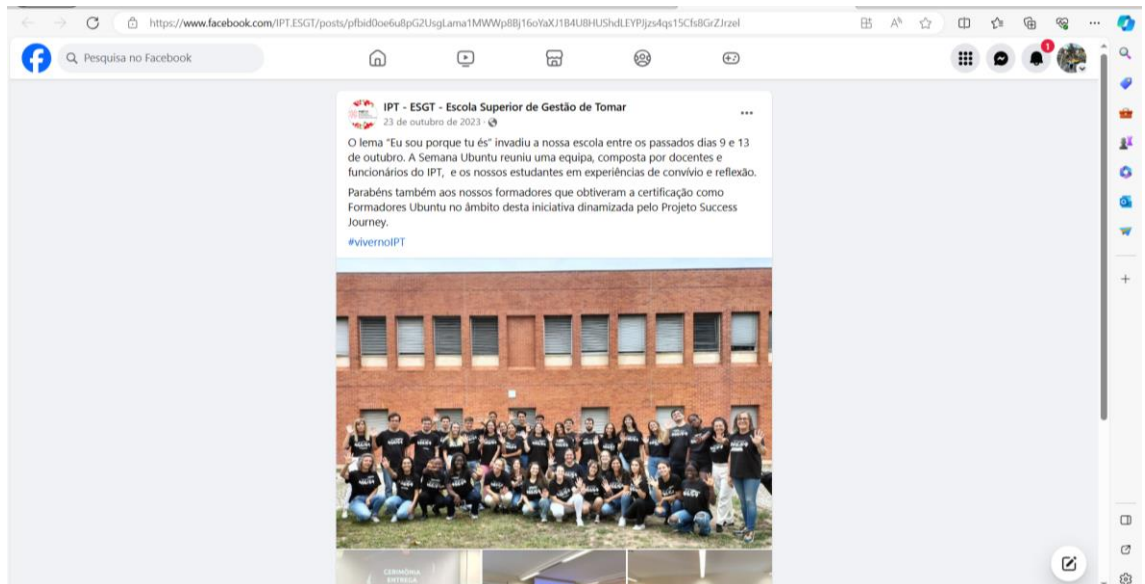 https://www.facebook.com/IPT.ESGT/posts/pfbid0oe6u8pG2UsgLama1MWWp8Bj16oYaXJ1B4U8HUShdLEYPJjzs4qs15Cfs8GrZJrzel
Pesquisa no Facebook
1
IPT - ESGT - Escola Superior de Gestão de Tomar
23 de outubro de 2023
O lema "Eu sou porque tu és" invadiu a nossa escola entre os passados dias 9 e 13
de outubro. A Semana Ubuntu reuniu uma equipa, composta por docentes e
funcionários do IPT, e os nossos estudantes em experiências de convívio e reflexão.
Parabéns também aos nossos formadores que obtiveram a certificação como
Formadores Ubuntu no âmbito desta iniciativa dinamizada pelo Projeto Success
Journey.
#vivernoIPT
CERIMÓNIA
ENTREGA